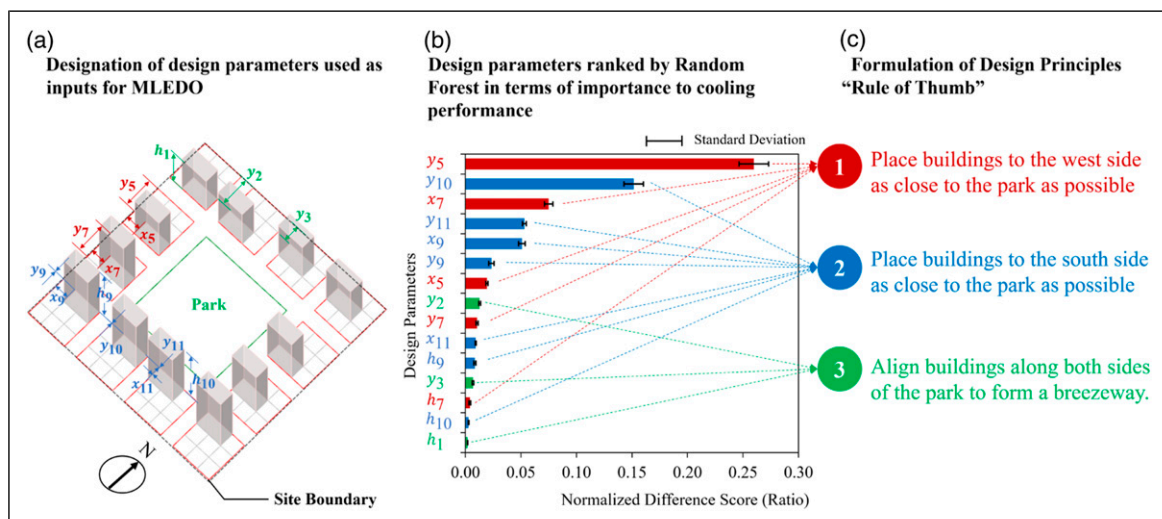 (a)
Designation of design parameters used as
inputs for MLEDO
h1
y5
y2
y3
x5
y7
x7
y9
x9
h9
Park
y10
y11
x11
h10
N
Site Boundary
(b)
Design parameters ranked by Random
Forest in terms of importance to cooling
performance
Standard Deviation
Design Parameters
y5
y10
x7
y11
x9
y9
x5
y2
y7
x11
h9
y3
h7
h10
h1
0.00 0.05 0.10 0.15 0.20 0.25 0.30
Normalized Difference Score (Ratio)
(c)
Formulation of Design Principles
“Rule of Thumb”
1
Place buildings to the west side
as close to the park as possible
2
Place buildings to the south side
as close to the park as possible
3
Align buildings along both sides
of the park to form a breezeway.